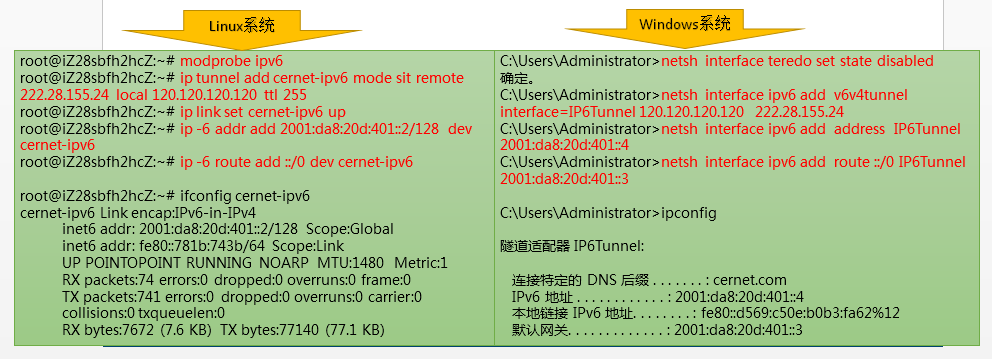 Linux系统
root@iZ28sbfh2hcZ:~# modprobe ipv6
root@iZ28sbfh2hcZ:~# ip tunnel add cernet-ipv6 mode sit remote
222.28.155.24 local 120.120.120.120 ttl 255
root@iZ28sbfh2hcZ:~# ip link set cernet-ipv6 up
root@iZ28sbfh2hcZ:~# ip -6 addr add 2001:da8:20d:401::2/128 dev
cernet-ipv6
root@iZ28sbfh2hcZ:~# ip -6 route add ::/0 dev cernet-ipv6
root@iZ28sbfh2hcZ:~# ifconfig cernet-ipv6
cernet-ipv6 Link encap:IPv6-in-IPv4
inet6 addr: 2001:da8:20d:401::2/128 Scope:Global
inet6 addr: fe80::781b:743b/64 Scope:Link
UP POINTOPOINT RUNNING NOARP MTU:1480 Metric:1
RX packets:74 errors:0 dropped:0 overruns:0 frame:0
TX packets:741 errors:0 dropped:0 overruns:0 carrier:0
collisions:0 txqueuelen:0
RX bytes:7672 (7.6 KB) TX bytes:77140 (77.1 KB)
Windows系统
C:\Users\Administrator>netsh interface teredo set state disabled
确定。
C:\Users\Administrator>netsh interface ipv6 add v6v4tunnel
interface=IP6Tunnel 120.120.120.120 222.28.155.24
C:\Users\Administrator>netsh interface ipv6 add address IP6Tunnel
2001:da8:20d:401::4
C:\Users\Administrator>netsh interface ipv6 add route ::/0 IP6Tunnel
2001:da8:20d:401::3
C:\Users\Administrator>ipconfig
隧道适配器 IP6Tunnel:
连接特定的 DNS 后缀 . . . . . . . : cernet.com
IPv6 地址 . . . . . . . . . . . . : 2001:da8:20d:401::4
本地链接 IPv6 地址. . . . . . . . : fe80::d569:c50e:b0b3:fa62%12
默认网关. . . . . . . . . . . . . : 2001:da8:20d:401::3